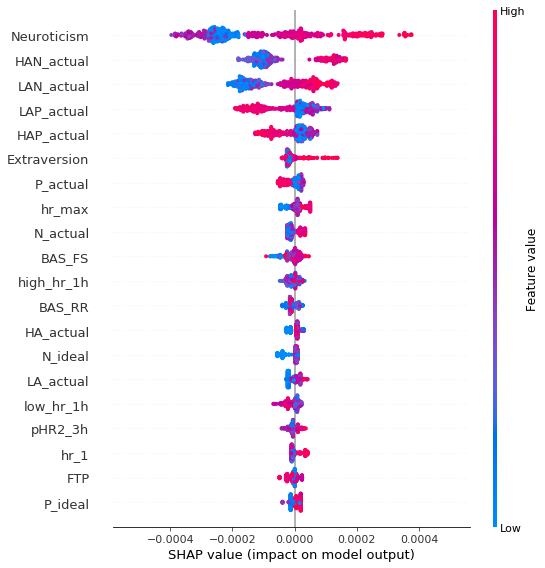 High
Neuroticism
HAN_actual
LAN_actual
LAP_actual
HAP_actual
Extraversion
P_actual
hr_max
N_actual
BAS_FS
high_hr_1h
BAS_RR
HA_actual
N_ideal
LA_actual
low_hr_1h
pHR2_3h
hr_1
FTP
P_ideal
Feature value
Low
−0.0004 −0.0002 0.0000 0.0002 0.0004
SHAP value (impact on model output)